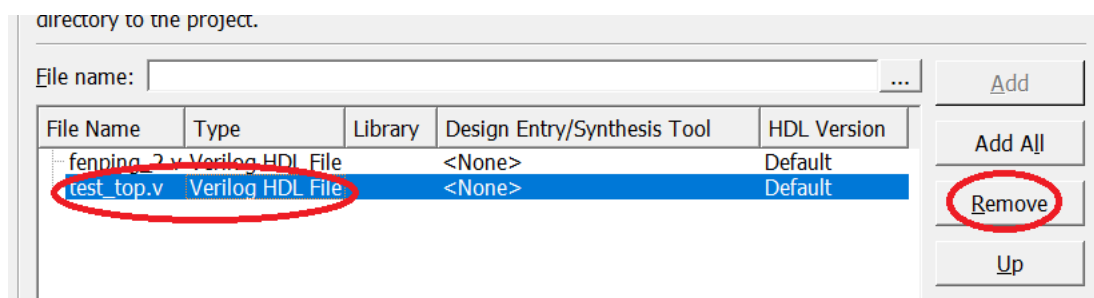 directory to the project.
File name: ... Add
File Name Type Library Design Entry/Synthesis Tool HDL Version
Add All
fenping_2.v Verilog HDL File <None> Default
test_top.v Verilog HDL File <None> Default
Remove
Up